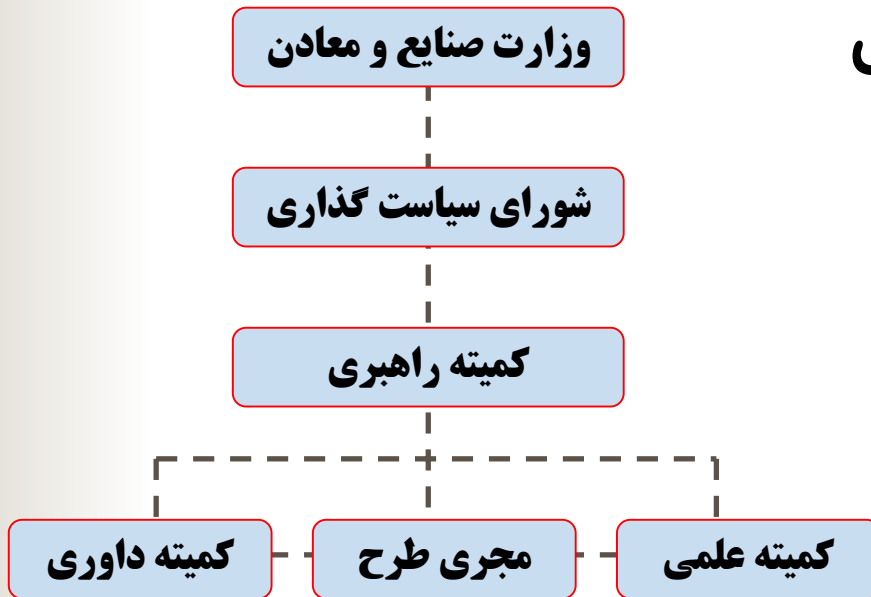 وزارت صنایع و معادن
شورای سیاست گذاری
کمیته راهبری
کمیته علمی
مجری طرح
کمیته داوری